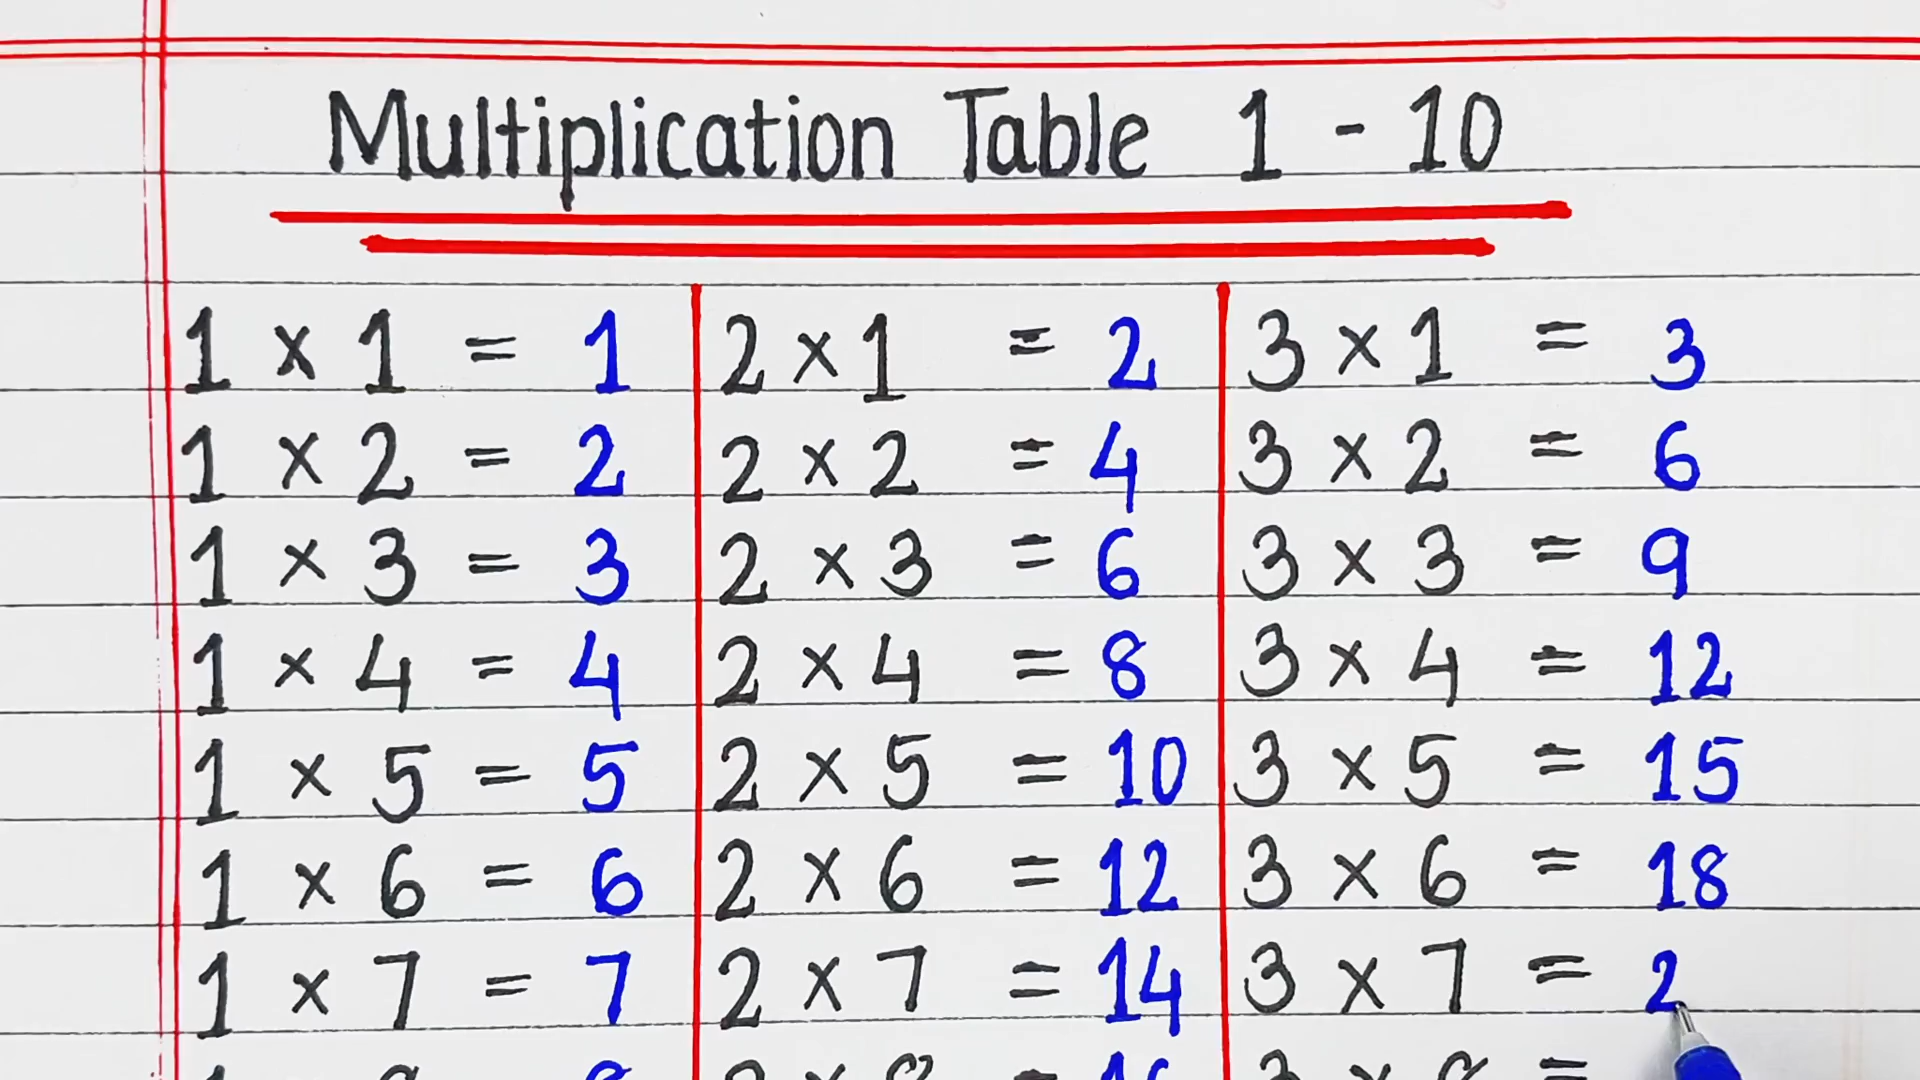 Multiplication Table 1 - 10
1 × 1 = 1 2 × 1 = 2 3 × 1 = 3
1 × 2 = 2 2 × 2 = 4 3 × 2 = 6
1 × 3 = 3 2 × 3 = 6 3 × 3 = 9
1 × 4 = 4 2 × 4 = 8 3 × 4 = 12
1 × 5 = 5 2 × 5 = 10 3 × 5 = 15
1 × 6 = 6 2 × 6 = 12 3 × 6 = 18
1 × 7 = 7 2 × 7 = 14 3 × 7 = 2